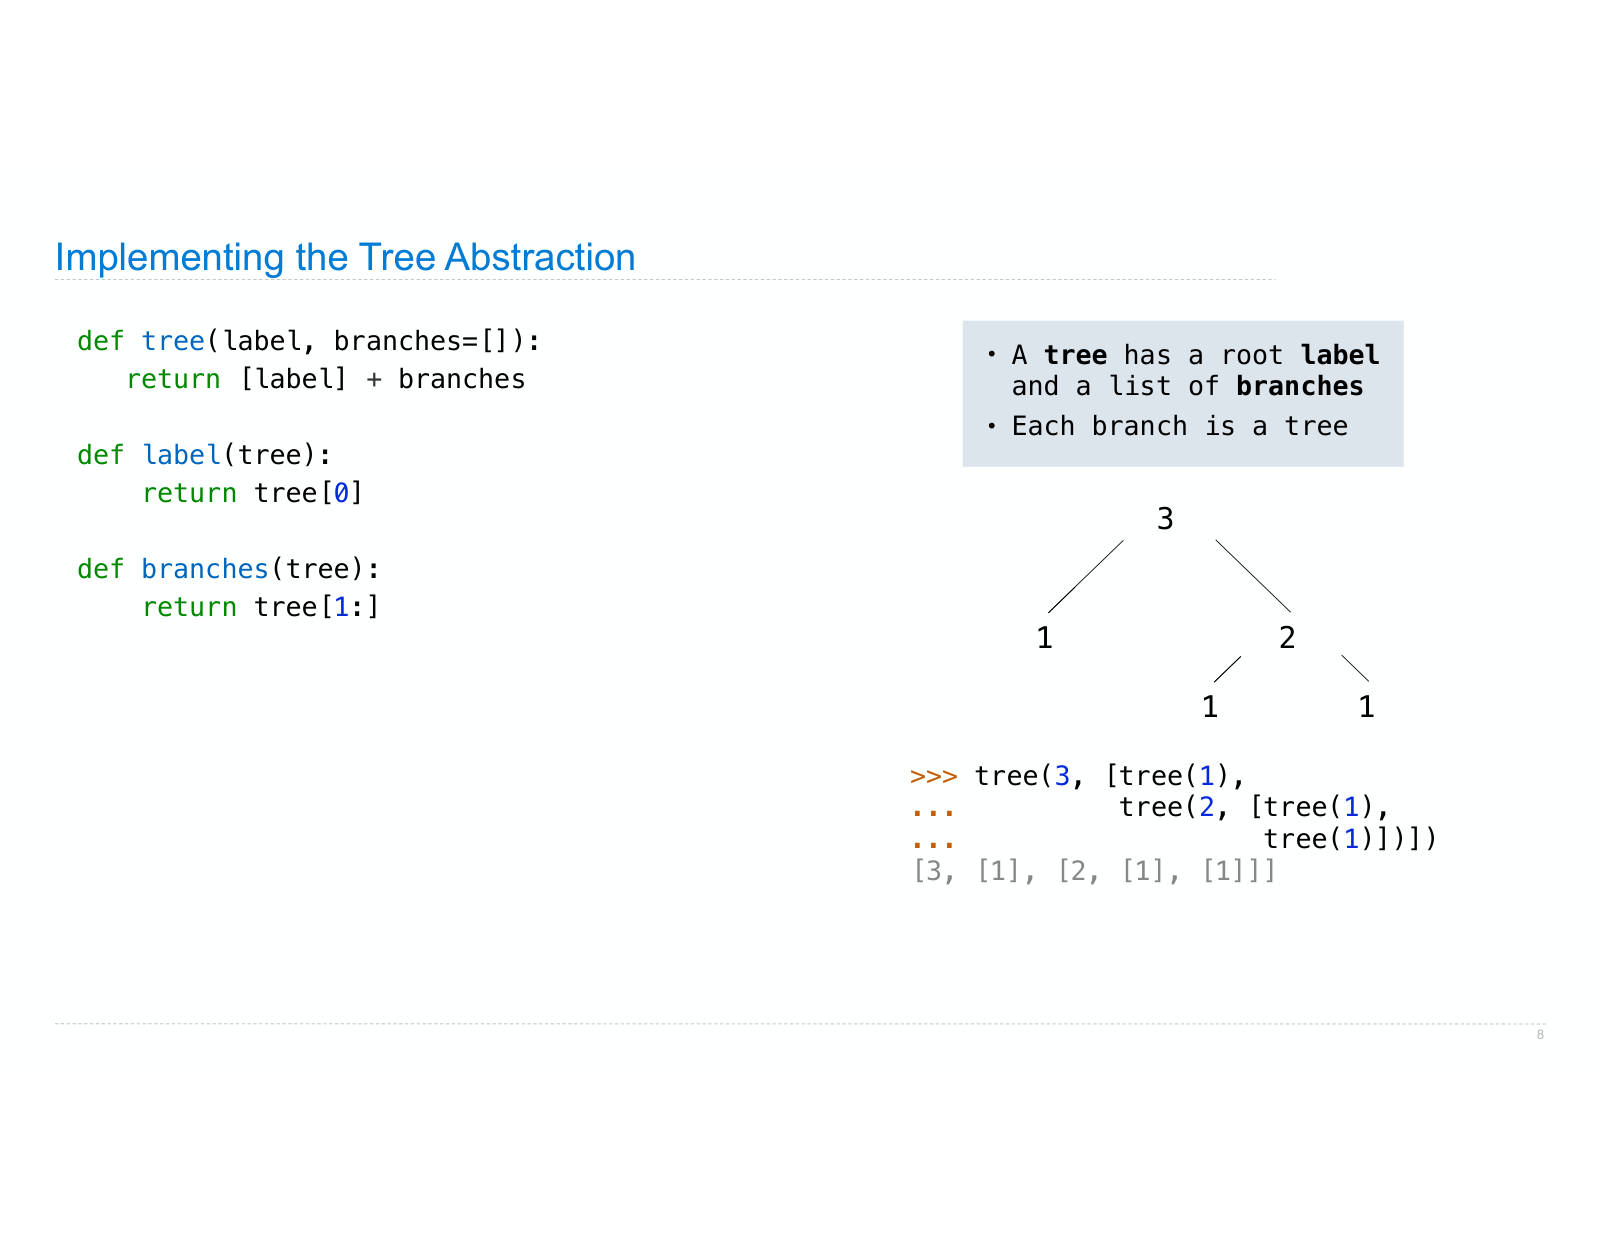 Implementing the Tree Abstraction
def tree(label, branches=[]):
   return [label] + branches
def label(tree):
    return tree[0]
def branches(tree):
    return tree[1:]
• A tree has a root label
and a list of branches
• Each branch is a tree
3
1 2
1 1
>>> tree(3, [tree(1),
...          tree(2, [tree(1),
...                   tree(1)])])
[3, [1], [2, [1], [1]]]
8